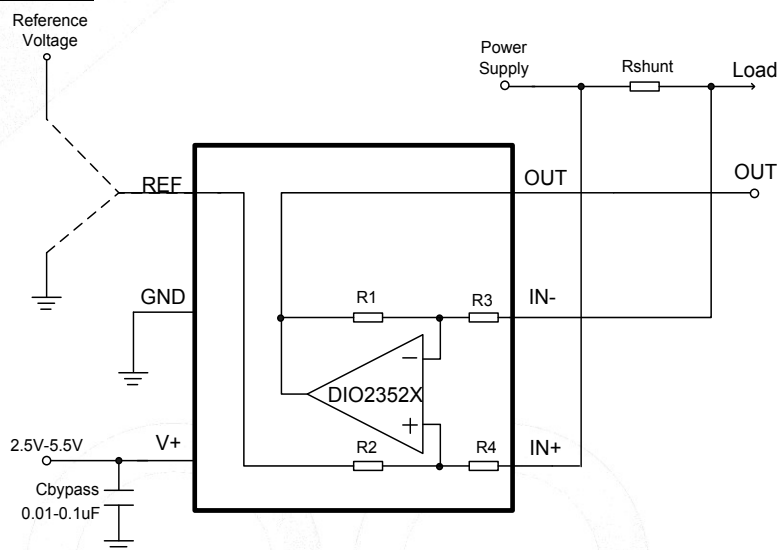 Reference
Voltage
Power
Supply
Rshunt
Load
REF
OUT
OUT
GND
R1
R3
IN-
DIO2352X
2.5V-5.5V
V+
R2
R4
IN+
Cbypass
0.01-0.1uF